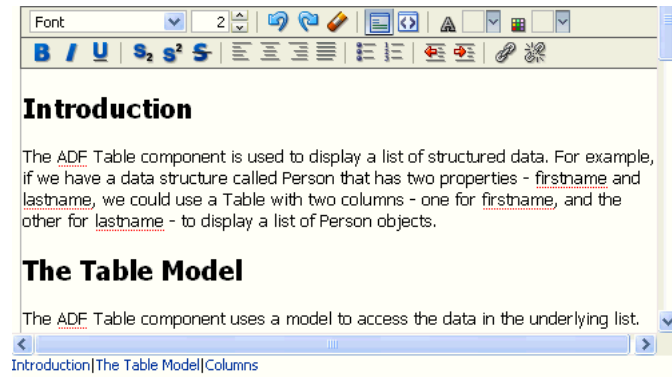 Font 2
A
B I U S₂ S² S
Introduction
The ADF Table component is used to display a list of structured data. For example,
if we have a data structure called Person that has two properties - firstname and
lastname, we could use a Table with two columns - one for firstname, and the
other for lastname - to display a list of Person objects.
The Table Model
The ADF Table component uses a model to access the data in the underlying list.
Introduction|The Table Model|Columns